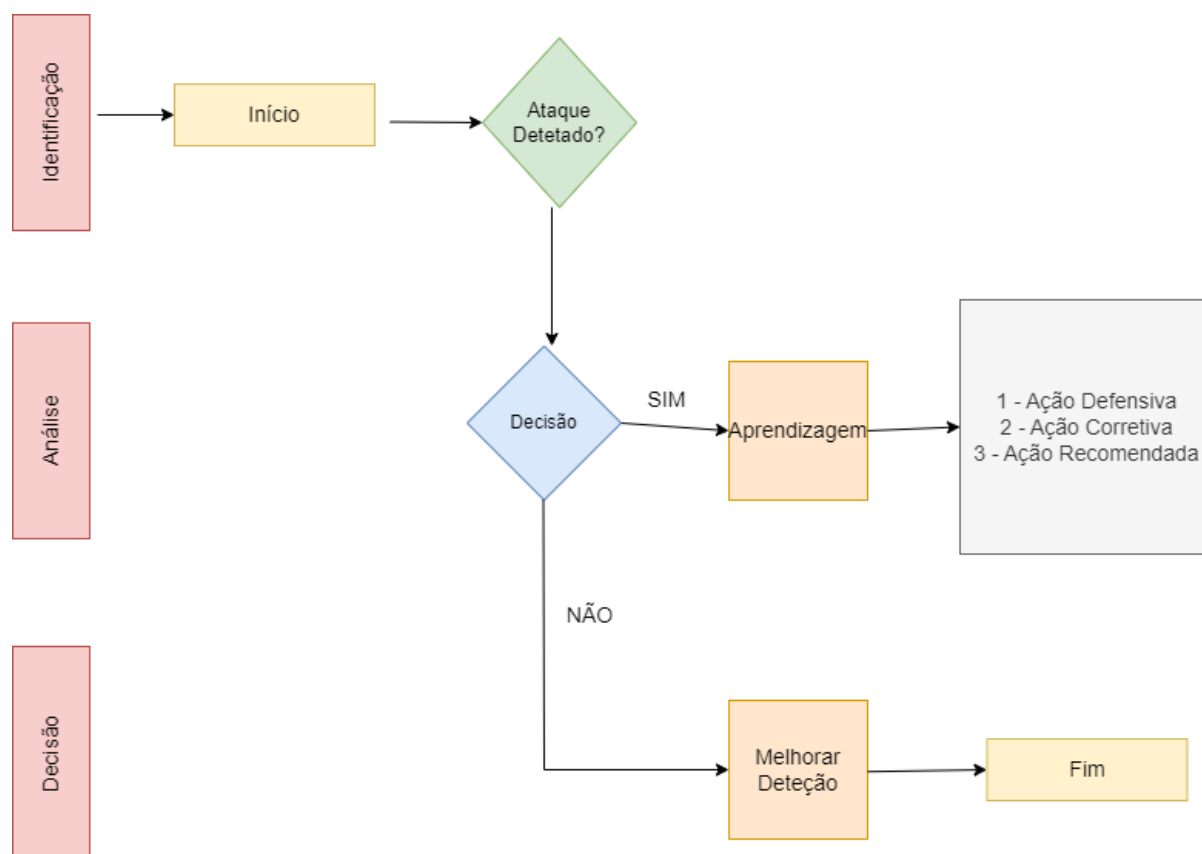 Identificação
Início
Ataque
Detetado?
Análise
Decisão
SIM
Aprendizagem
1 - Ação Defensiva
2 - Ação Corretiva
3 - Ação Recomendada
NÃO
Decisão
Melhorar
Deteção
Fim